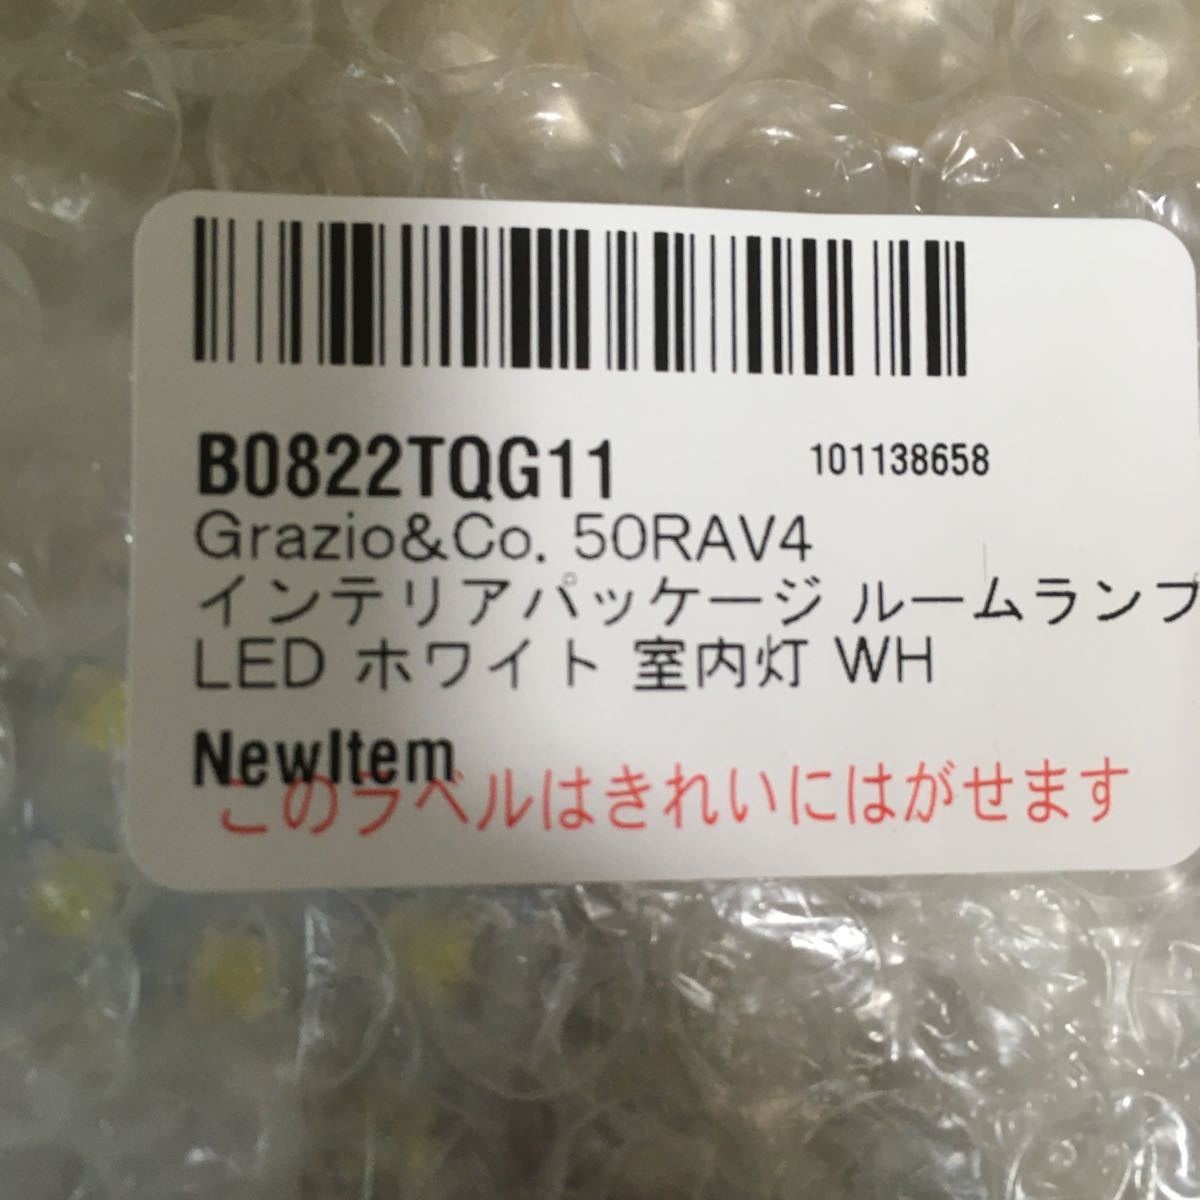 B0822TQG11 101138658
Grazio&Co. 50RAV4
インテリアパッケージ ルームランプ
LED ホワイト 室内灯 WH
NewItem
このラベルはきれいにはがせます